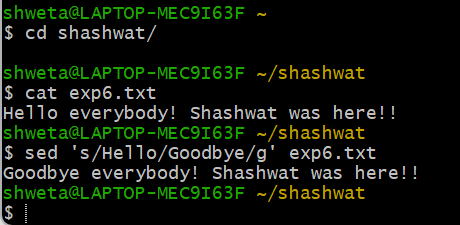 shweta@LAPTOP-MEC9I63F ~
$ cd shashwat/
shweta@LAPTOP-MEC9I63F ~/shashwat
$ cat exp6.txt
Hello everybody! Shashwat was here!!
shweta@LAPTOP-MEC9I63F ~/shashwat
$ sed 's/Hello/Goodbye/g' exp6.txt
Goodbye everybody! Shashwat was here!!
shweta@LAPTOP-MEC9I63F ~/shashwat
$